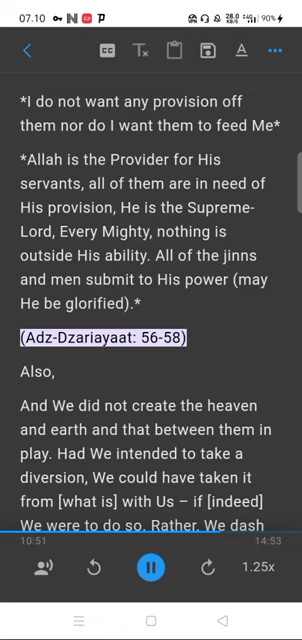 07.10
28.0
KB/S
4G
90%
*I do not want any provision off
them nor do I want them to feed Me*
*Allah is the Provider for His
servants, all of them are in need of
His provision, He is the Supreme-
Lord, Every Mighty, nothing is
outside His ability. All of the jinns
and men submit to His power (may
He be glorified).*
(Adz-Dzariayaat: 56-58)
Also,
And We did not create the heaven
and earth and that between them in
play. Had We intended to take a
diversion, We could have taken it
from [what is] with Us – if [indeed]
We were to do so. Rather, We dash
10:51
14:53
1.25x